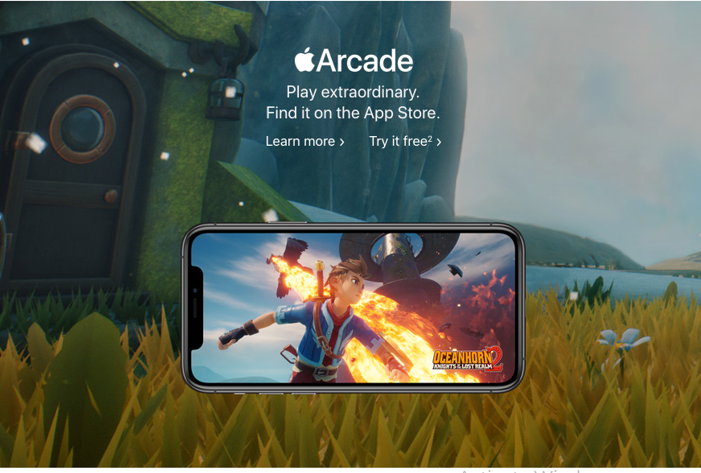 Arcade
Play extraordinary.
Find it on the App Store.
Learn more ›
Try it free² ›
OCEANHORN 2
KNIGHTS OF THE LOST REALM